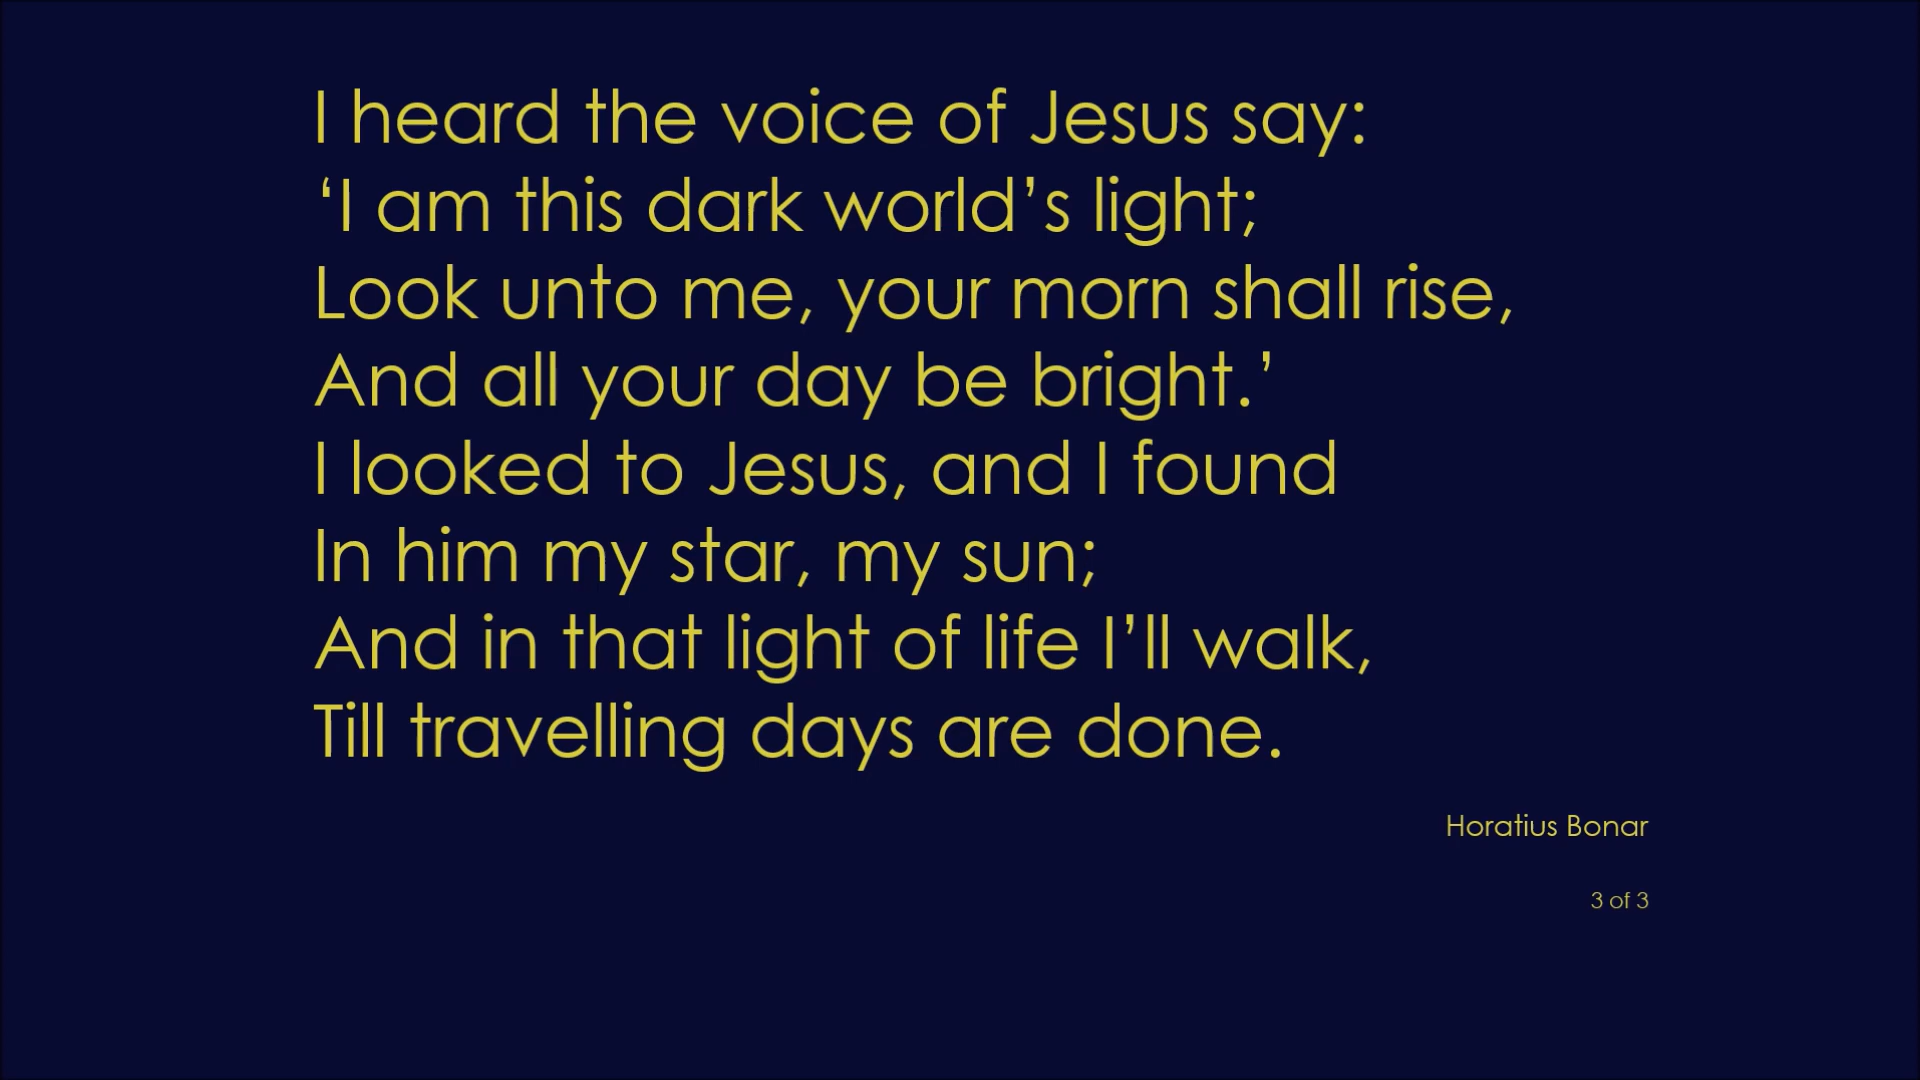 I heard the voice of Jesus say:
‘I am this dark world’s light;
Look unto me, your morn shall rise,
And all your day be bright.’
I looked to Jesus, and I found
In him my star, my sun;
And in that light of life I’ll walk,
Till travelling days are done.
Horatius Bonar
3 of 3